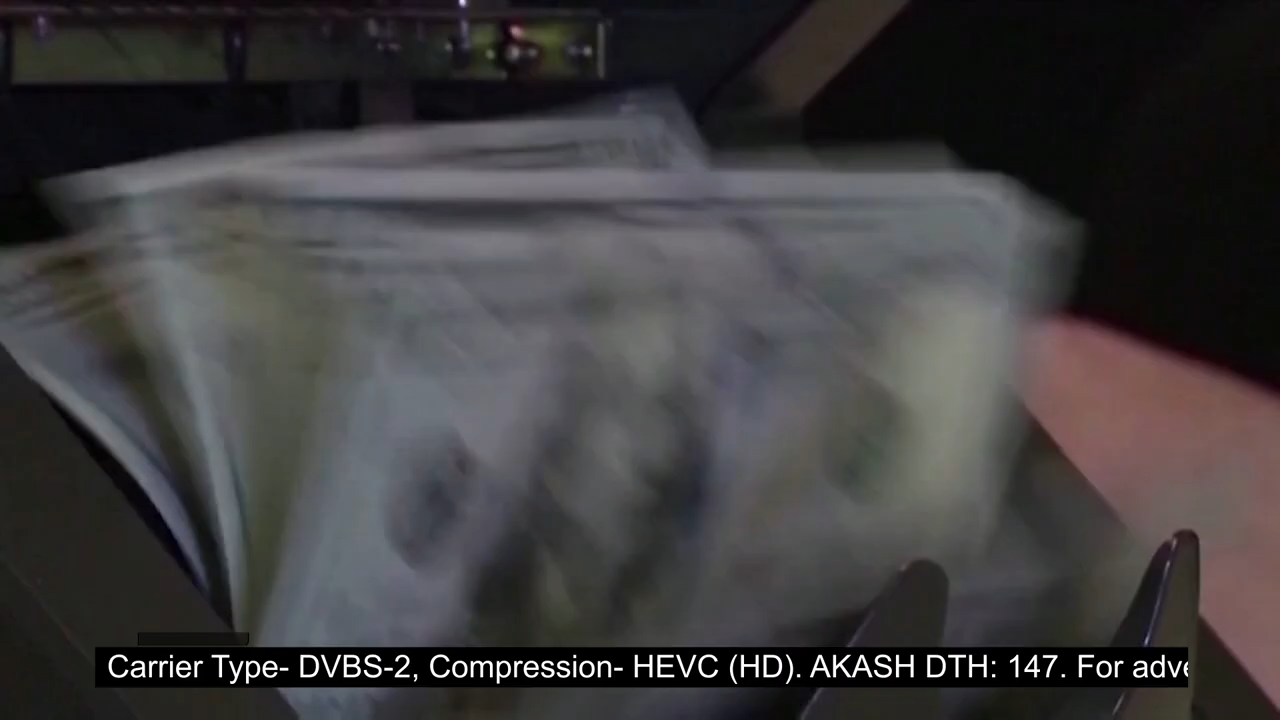 Carrier Type- DVBS-2, Compression- HEVC (HD). AKASH DTH: 147. For adve